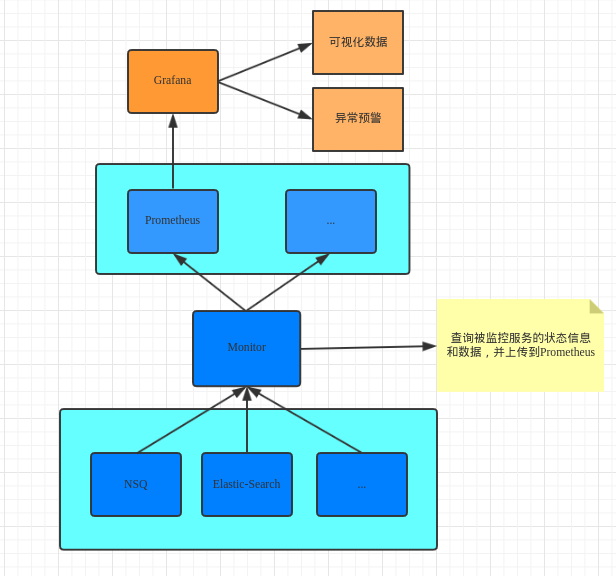 可视化数据
Grafana
异常预警
Prometheus
...
Monitor
查询被监控服务的状态信息
和数据，并上传到Prometheus
NSQ
Elastic-Search
...